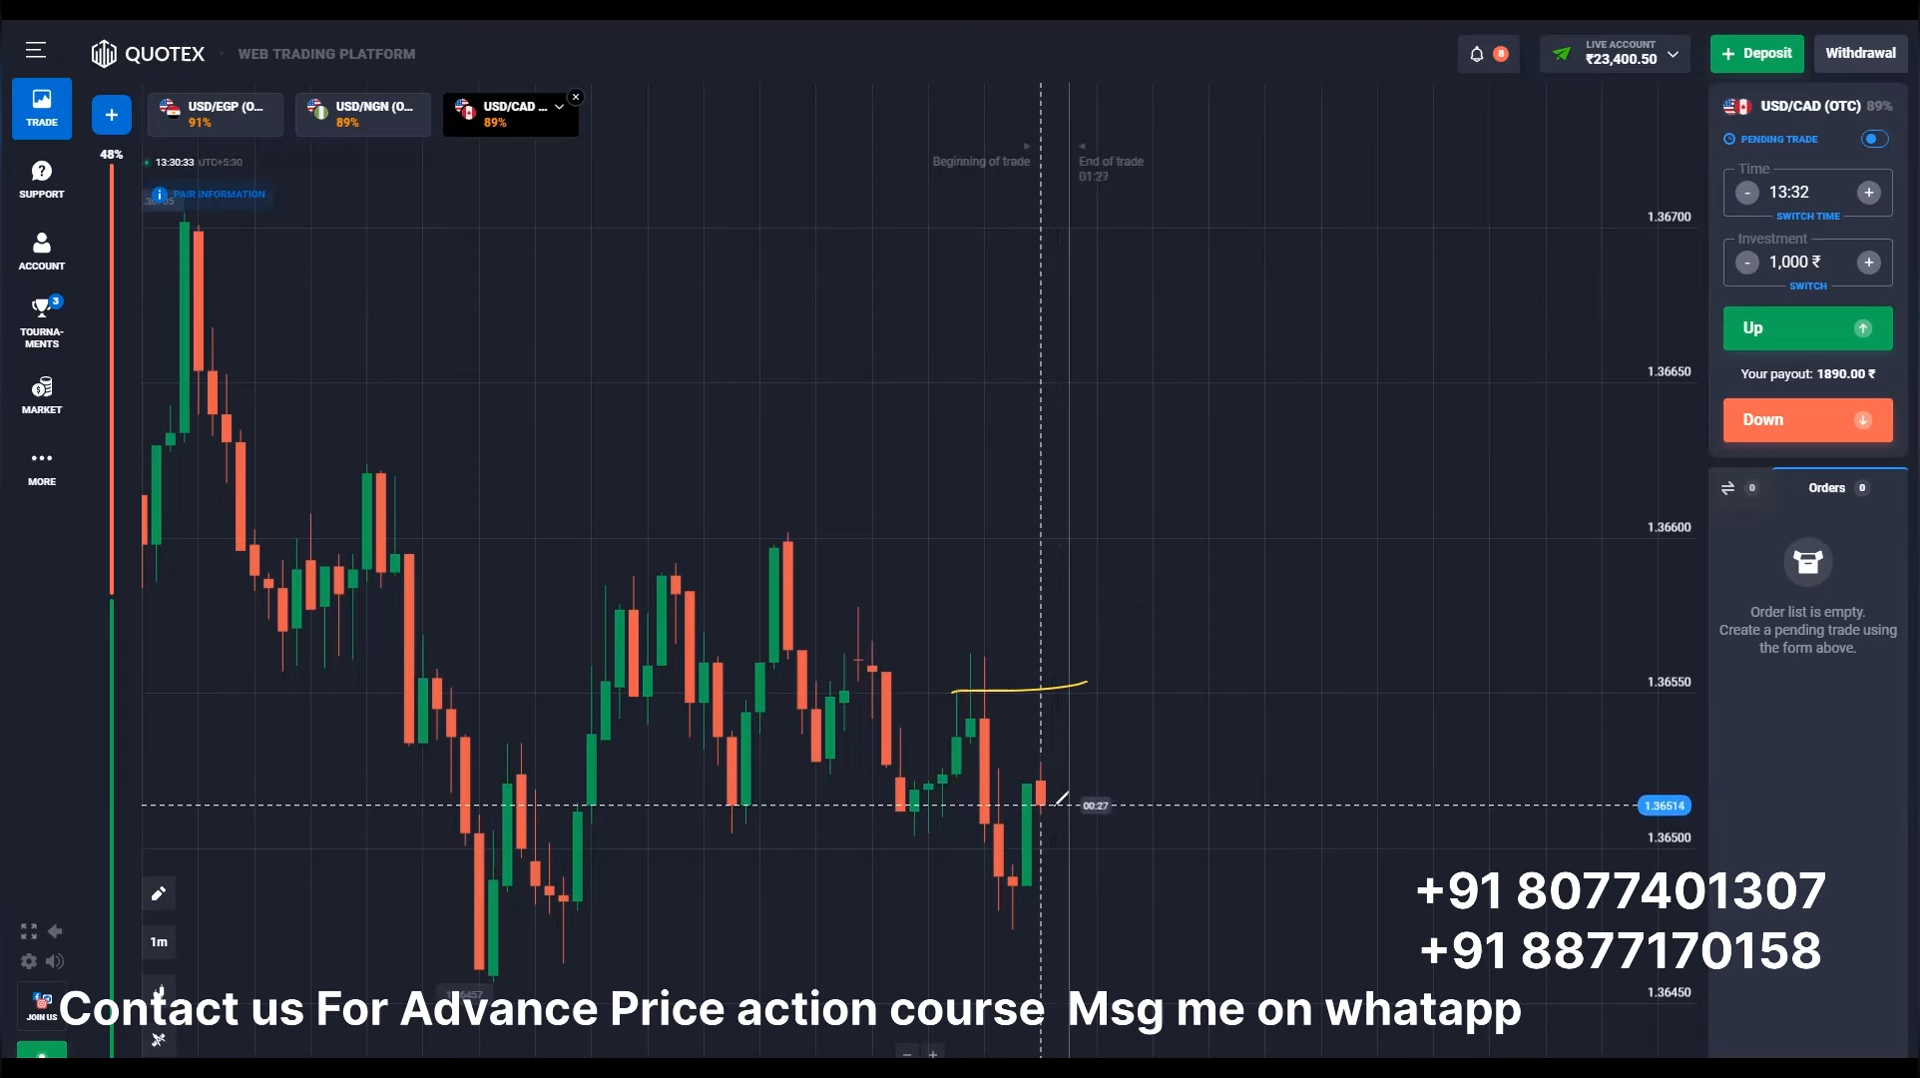 QUOTEX
WEB TRADING PLATFORM
8
LIVE ACCOUNT
₹23,400.50
+ Deposit
Withdrawal
TRADE
SUPPORT
ACCOUNT
3
TOURNA-
MENTS
MARKET
MORE
JOIN US
+
USD/EGP (O...
91%
USD/NGN (O...
89%
USD/CAD ...
89%
48%
13:30:33 UTC+5:30
PAIR INFORMATION
Beginning of trade
End of trade
01:27
1.36700
1.36650
1.36600
1.36550
1.36514
1.36500
1.36450
00:27
1m
USD/CAD (OTC) 89%
PENDING TRADE
Time
- 13:32 +
SWITCH TIME
Investment
- 1,000 ₹ +
SWITCH
Up
Your payout: 1890.00 ₹
Down
0
Orders 0
Order list is empty.
Create a pending trade using
the form above.
+91 8077401307
+91 8877170158
Contact us For Advance Price action course Msg me on whatapp